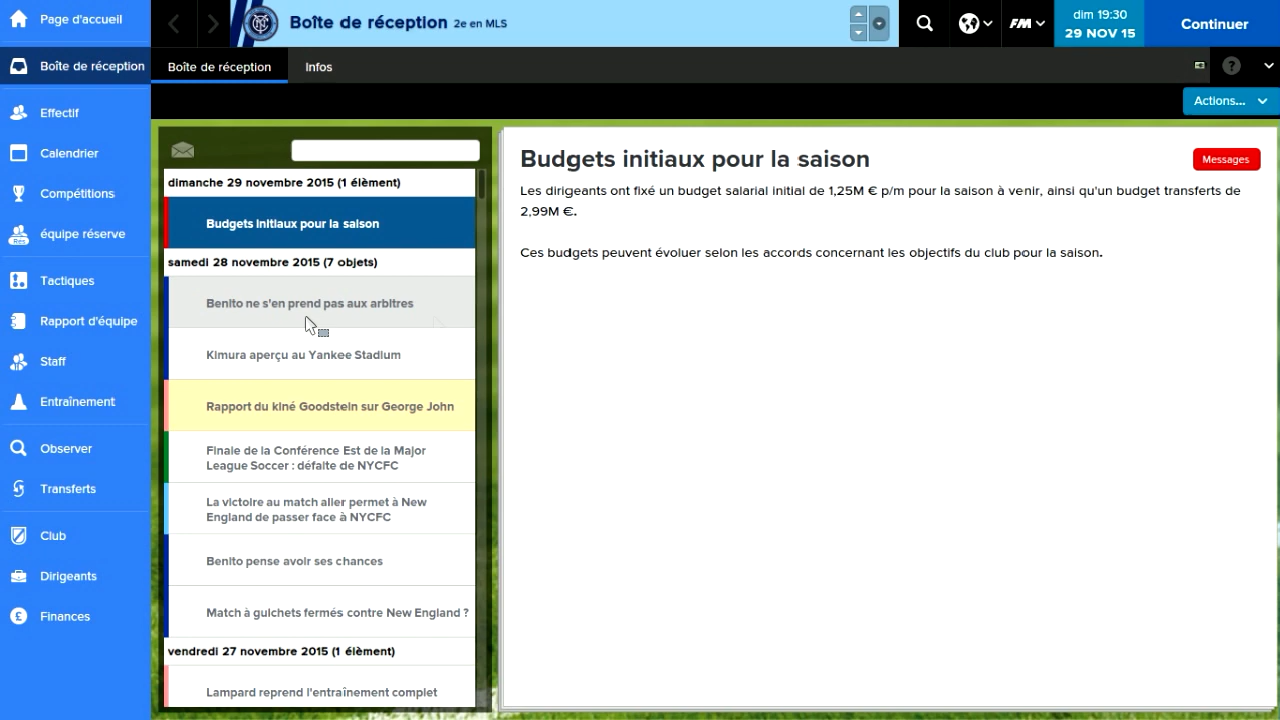 Page d'accueil
Boîte de réception
2e en MLS
FM
dim 19:30
29 NOV 15
Continuer
Boîte de réception
Boîte de réception
Infos
Actions...
Effectif
Calendrier
Compétitions
Rés
équipe réserve
Tactiques
Rapport d'équipe
Staff
Entraînement
Observer
Transferts
Club
Dirigeants
Finances
dimanche 29 novembre 2015 (1 élèment)
Budgets initiaux pour la saison
samedi 28 novembre 2015 (7 objets)
Benito ne s'en prend pas aux arbitres
Kimura aperçu au Yankee Stadium
Rapport du kiné Goodstein sur George John
Finale de la Conférence Est de la Major
League Soccer : défaite de NYCFC
La victoire au match aller permet à New
England de passer face à NYCFC
Benito pense avoir ses chances
Match à guichets fermés contre New England ?
vendredi 27 novembre 2015 (1 élèment)
Lampard reprend l'entraînement complet
Budgets initiaux pour la saison
Messages
Les dirigeants ont fixé un budget salarial initial de 1,25M € p/m pour la saison à venir, ainsi qu'un budget transferts de
2,99M €.
Ces budgets peuvent évoluer selon les accords concernant les objectifs du club pour la saison.